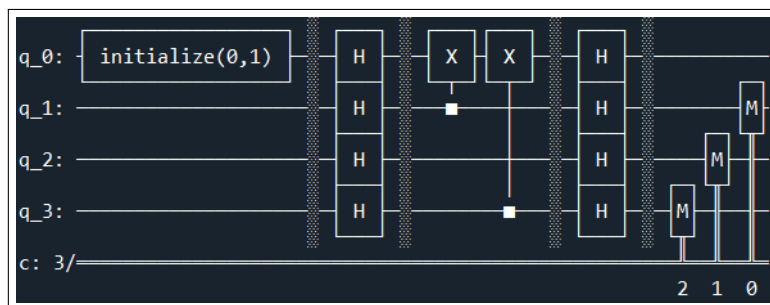 q_0: initialize(0,1) H X X H
q_1: H H M
q_2: H H M
q_3: H H M
c: 3/
2 1 0